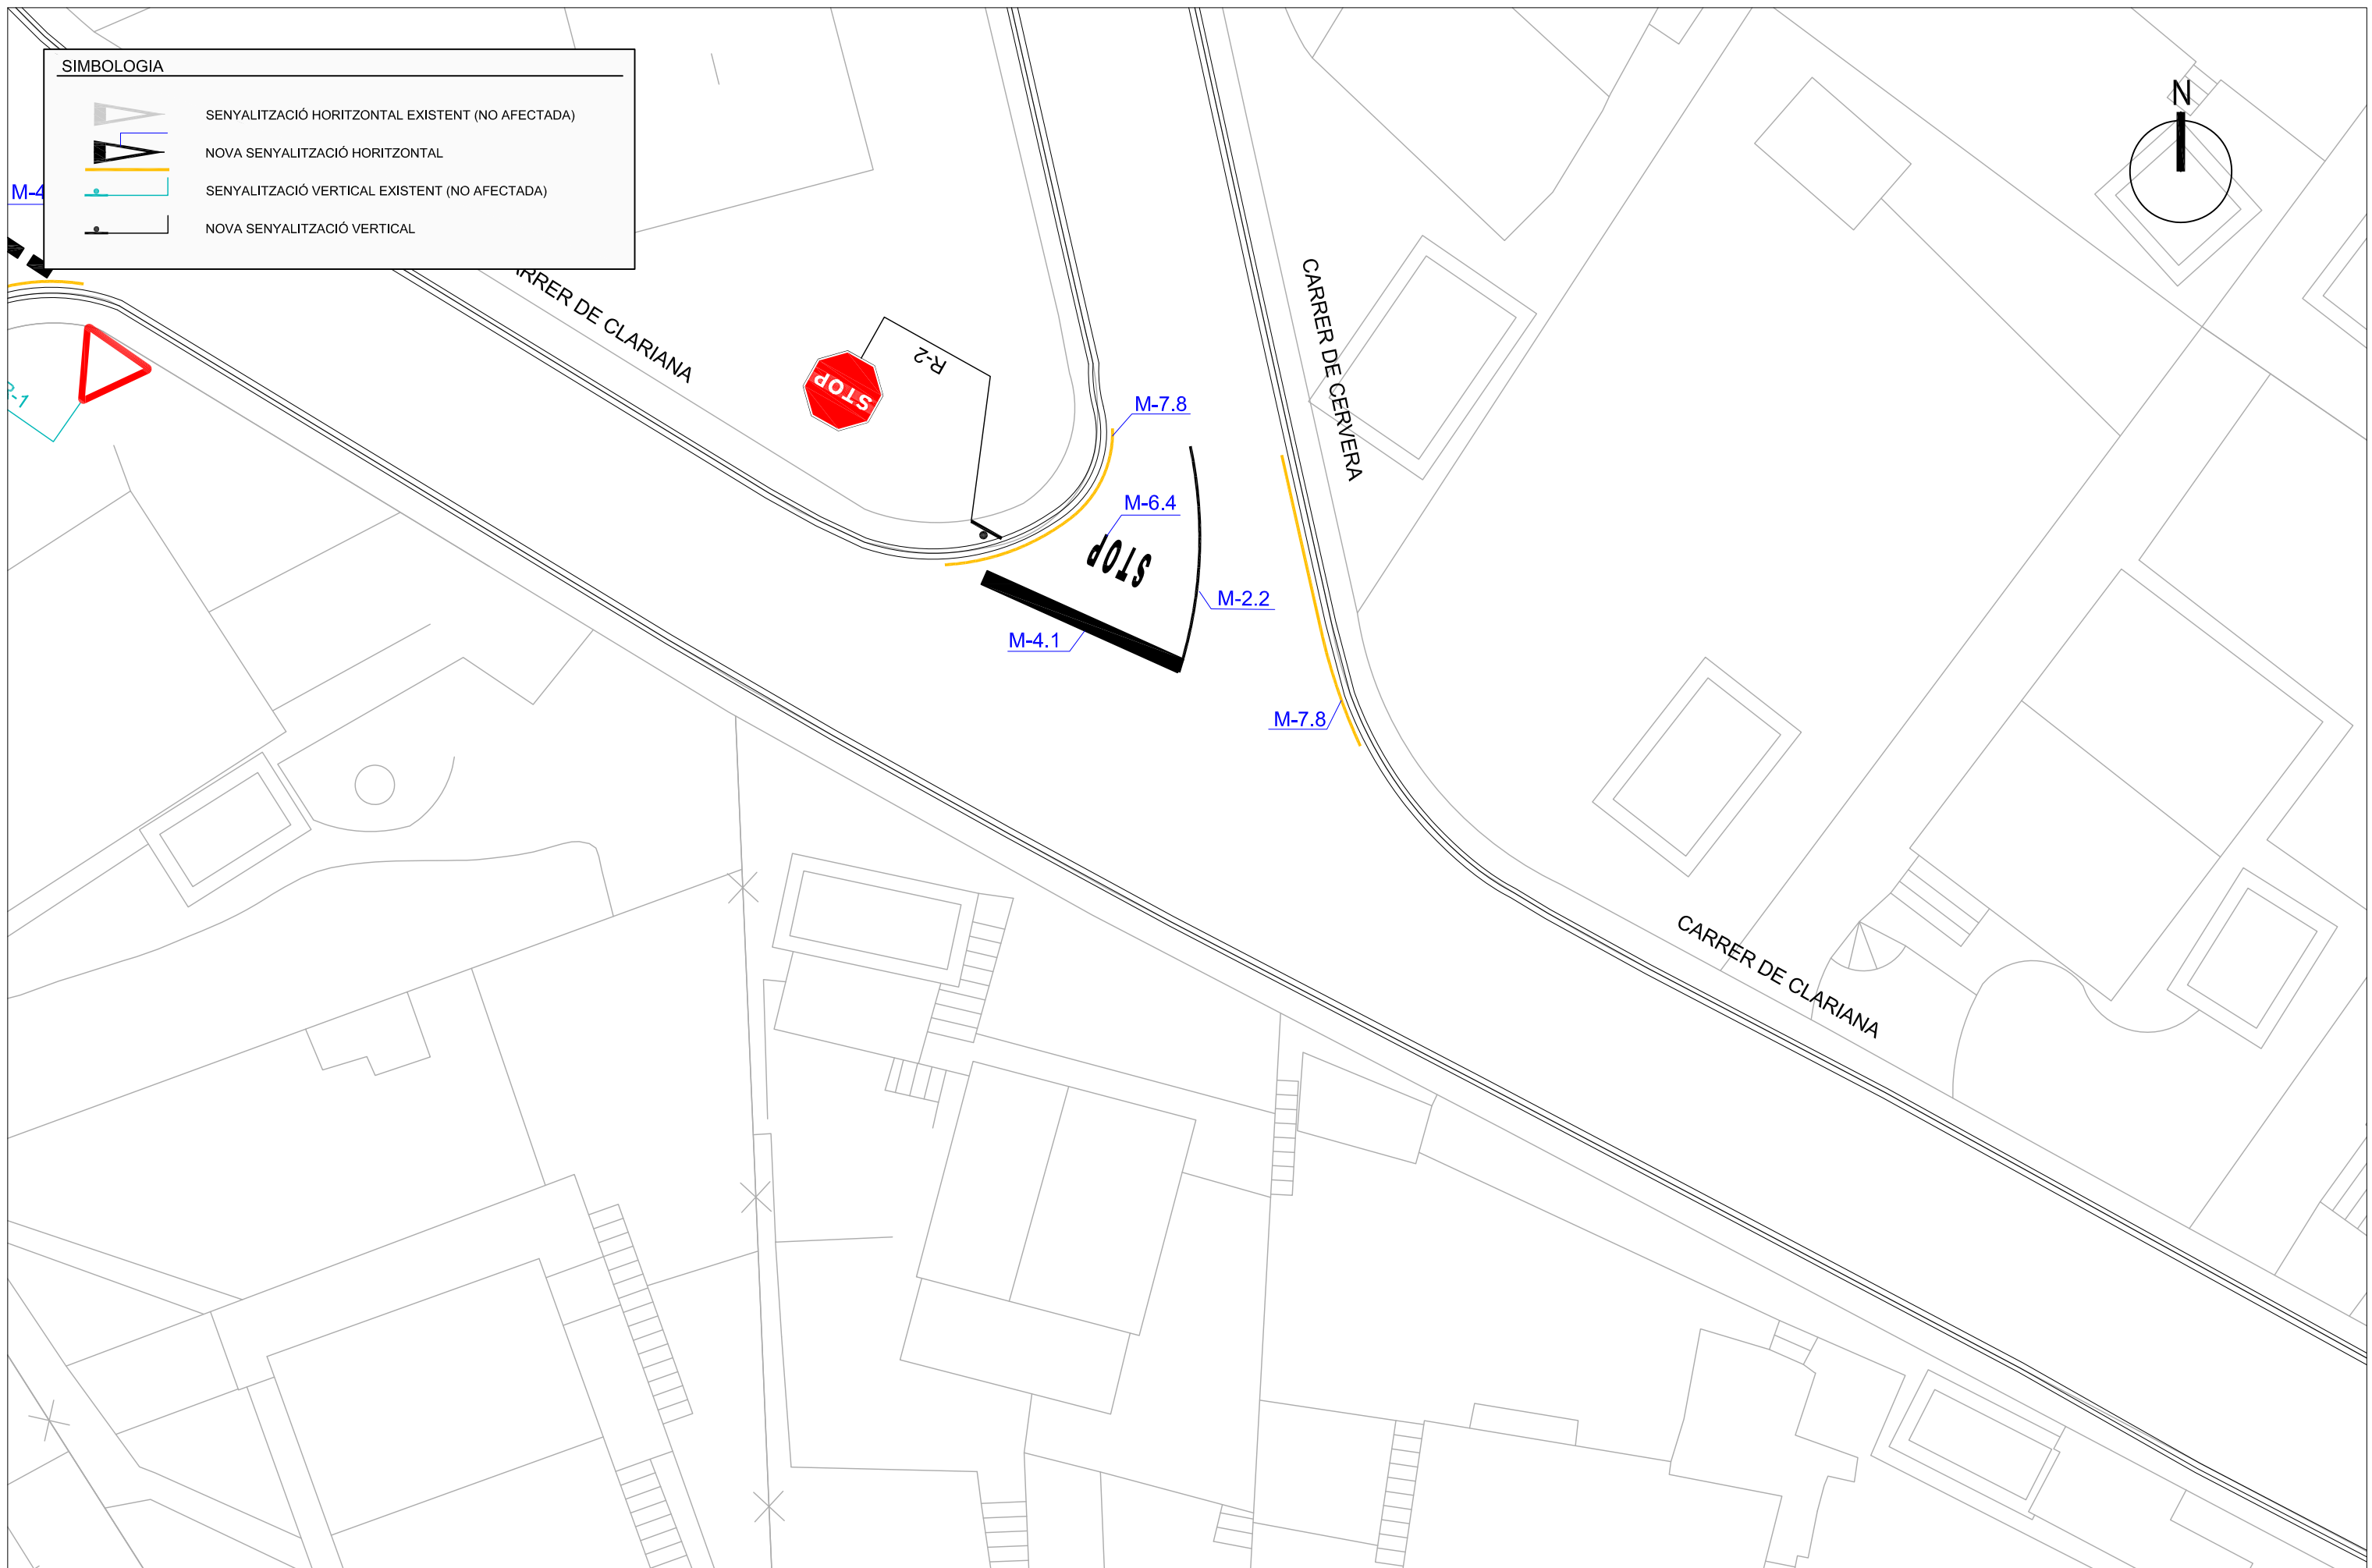 SIMBOLOGIA
SENYALITZACIÓ HORITZONTAL EXISTENT (NO AFECTADA)
NOVA SENYALITZACIÓ HORITZONTAL
SENYALITZACIÓ VERTICAL EXISTENT (NO AFECTADA)
NOVA SENYALITZACIÓ VERTICAL
N
M-4
DE CLARIANA
CARRER DE CERVERA
R-2
STOP
M-7.8
M-6.4
STOP
M-2.2
M-4.1
M-7.8
CARRER DE CLARIANA